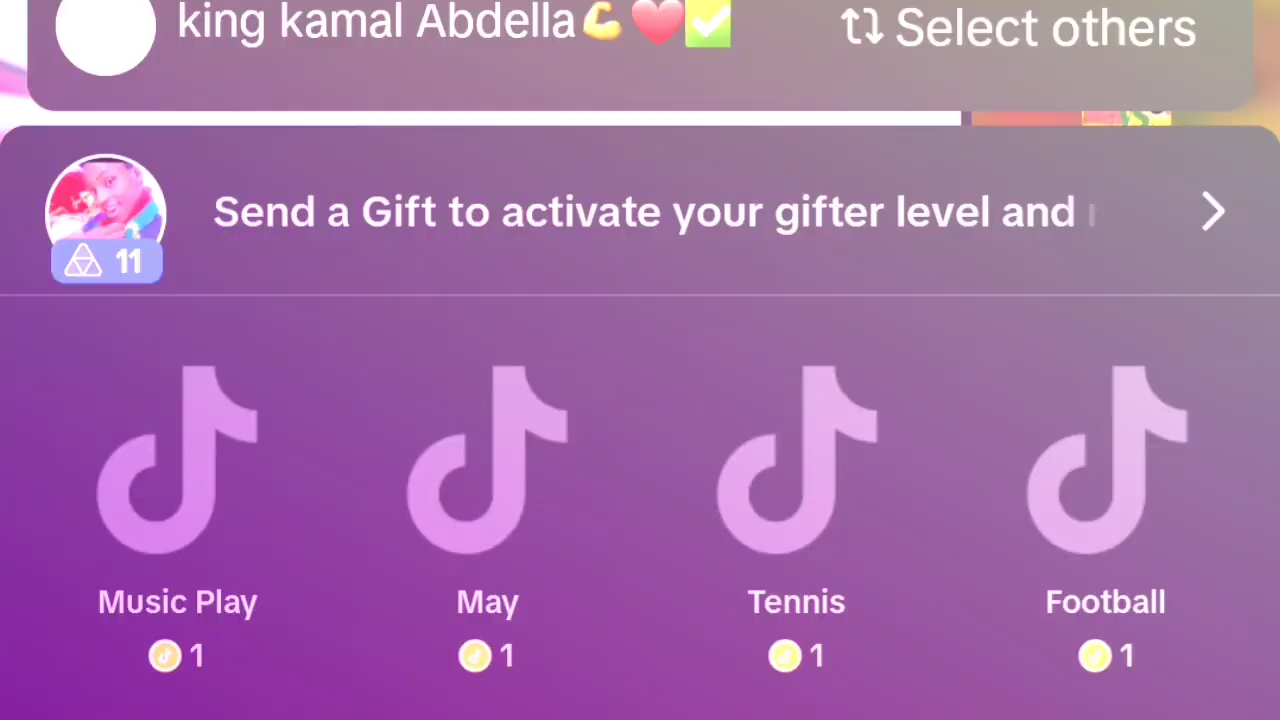 king kamal Abdella💪❤️✅
Select others
Send a Gift to activate your gifter level and
11
Music Play
May
Tennis
Football
1
1
1
1